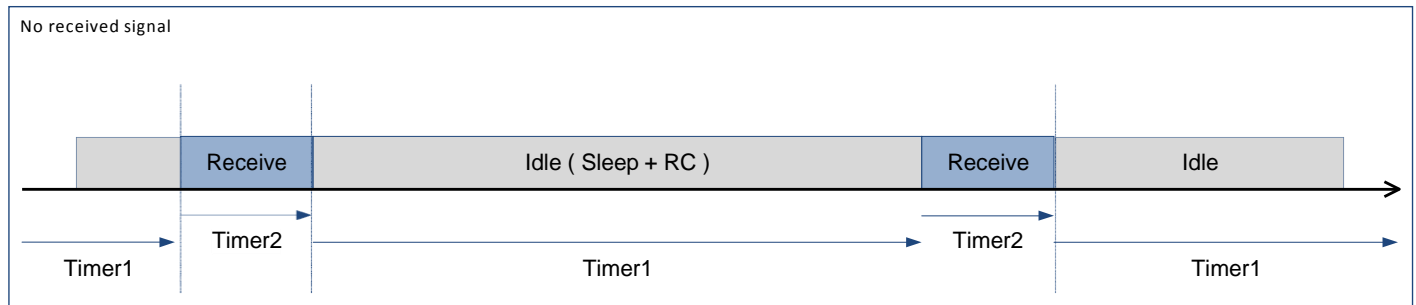 No received signal
Receive
Idle ( Sleep + RC )
Receive
Idle
Timer2
Timer2
Timer1
Timer1
Timer1